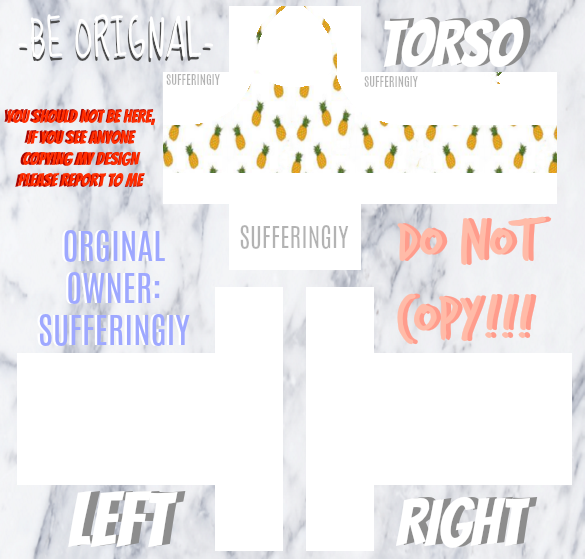 -BE ORIGNAL-
TORSO
SUFFERINGIY
SUFFERINGIY
YOU SHOULD NOT BE HERE,
IF YOU SEE ANYONE
COPYING MY DESIGN
PLEASE REPORT TO ME
SUFFERINGIY
DO NOT
COPY!!!
ORGINAL
OWNER:
SUFFERINGIY
LEFT
RIGHT